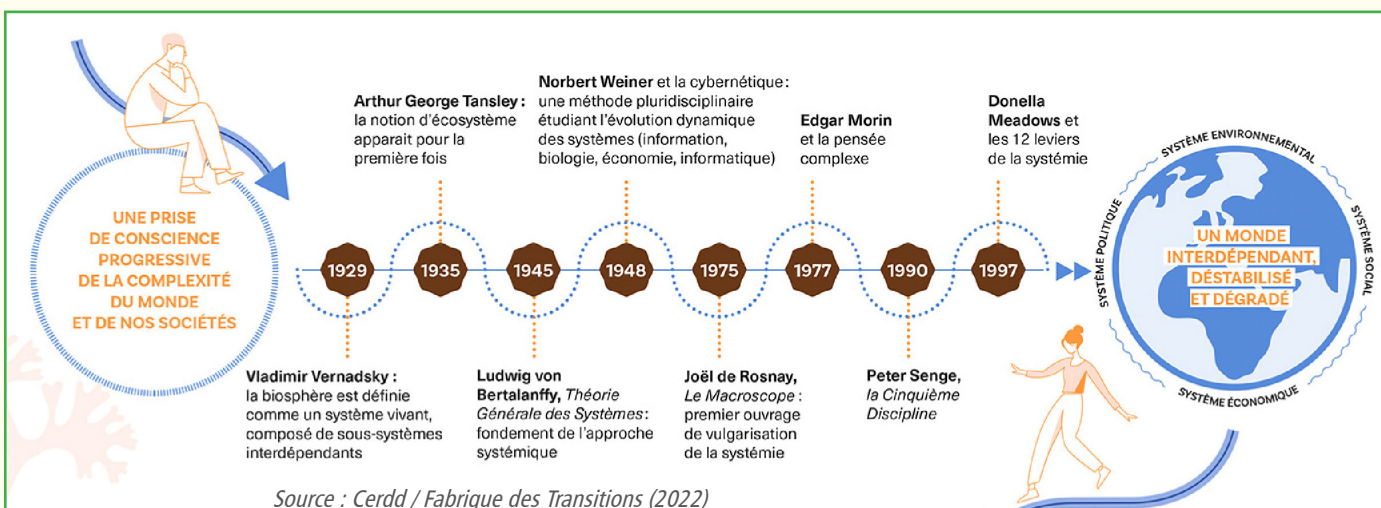 UNE PRISE
DE CONSCIENCE
PROGRESSIVE
DE LA COMPLEXITÉ
DU MONDE
ET DE NOS SOCIÉTÉS
1929
Vladimir Vernadsky :
la biosphère est définie
comme un système vivant,
composé de sous-systèmes
interdépendants
Arthur George Tansley :
la notion d'écosystème
apparait pour la
première fois
1935
1945
Ludwig von
Bertalanffy, Théorie
Générale des Systèmes :
fondement de l'approche
systémique
Norbert Weiner et la cybernétique :
une méthode pluridisciplinaire
étudiant l'évolution dynamique
des systèmes (information,
biologie, économie, informatique)
1948
1975
Joël de Rosnay,
Le Macroscope :
premier ouvrage
de vulgarisation
de la systémie
Edgar Morin
et la pensée
complexe
1977
1990
Peter Senge,
la Cinquième
Discipline
Donella
Meadows et
les 12 leviers
de la systémie
1997
SYSTÈME ENVIRONNEMENTAL
SYSTÈME POLITIQUE
SYSTÈME SOCIAL
UN MONDE
INTERDÉPENDANT,
DÉSTABILISÉ
ET DÉGRADÉ
SYSTÈME ÉCONOMIQUE
Source : Cerdd / Fabrique des Transitions (2022)